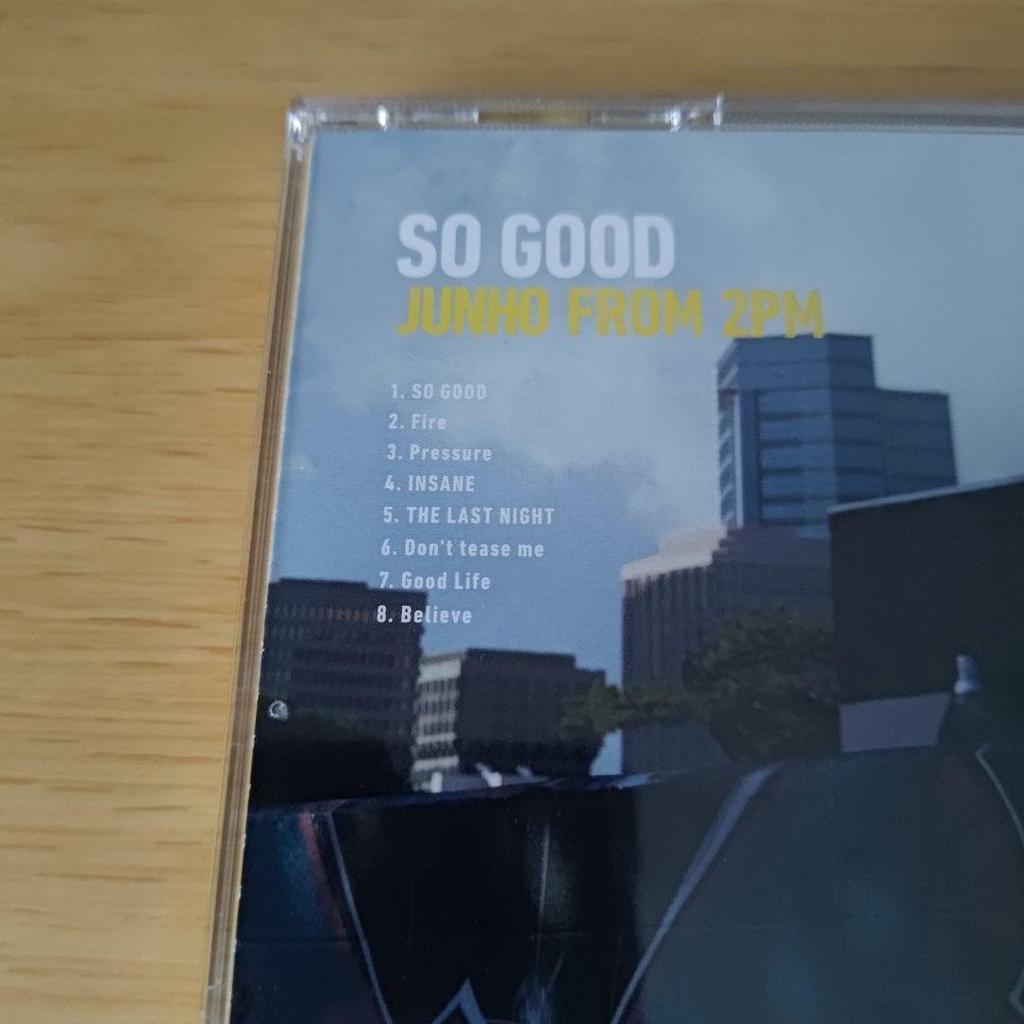 SO GOOD
JUNHO FROM 2PM
1. SO GOOD
2. Fire
3. Pressure
4. INSANE
5. THE LAST NIGHT
6. Don't tease me
7. Good Life
8. Believe